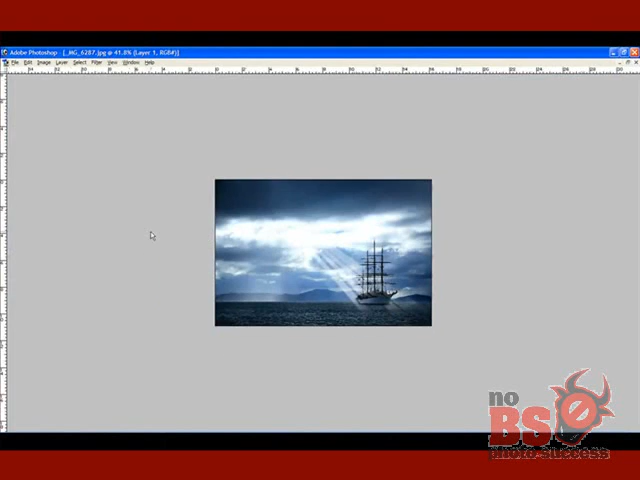 Adobe Photoshop - [_MG_6287.jpg @ 41.8% (Layer 1, RGB#)]
File Edit Image Layer Select Filter View Window Help
no
BS
photo success